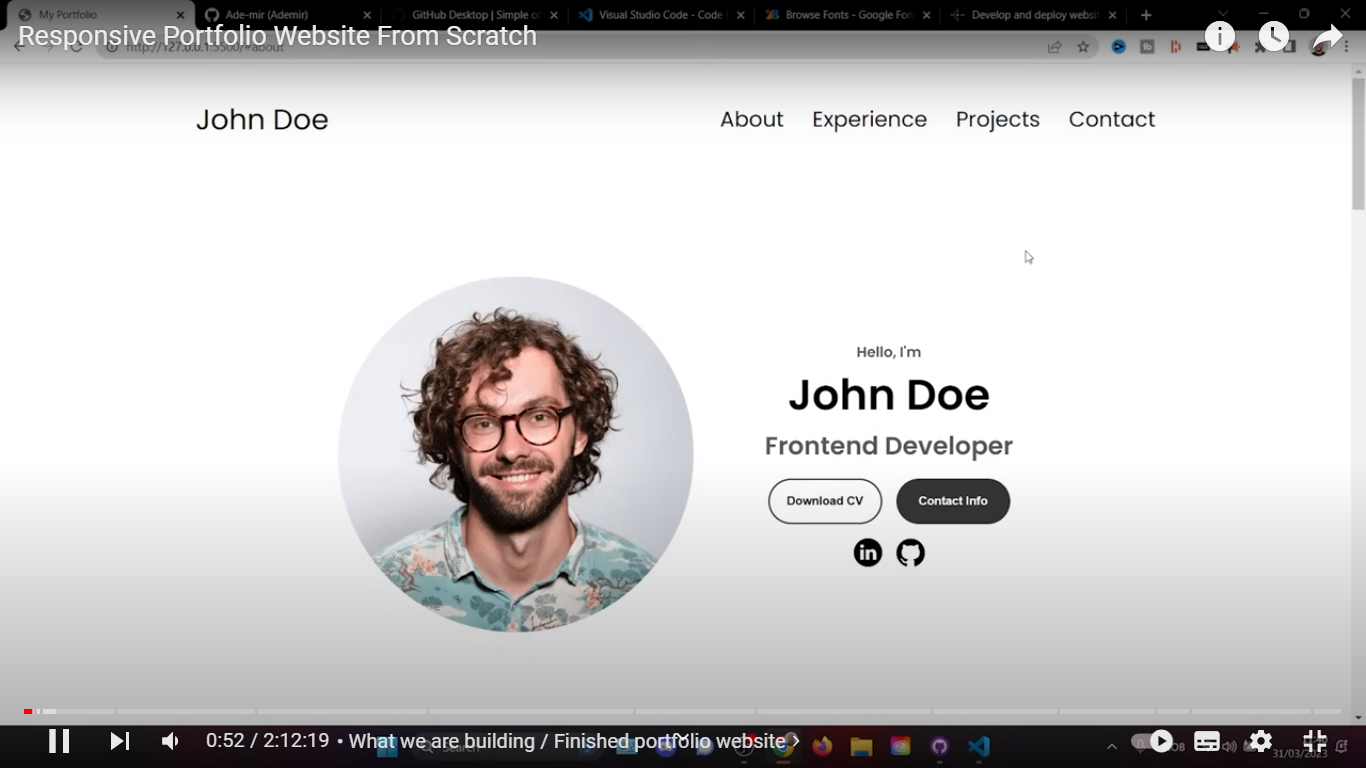 My Portfolio
Ade-mir (Ademir)
GitHub Desktop | Simple co
Visual Studio Code - Code
Browse Fonts - Google Fon
Develop and deploy websit
Responsive Portfolio Website From Scratch
http://127.0.0.1:5500/#about
John Doe
About Experience Projects Contact
Hello, I'm
John Doe
Frontend Developer
Download CV
Contact Info
in
0:52 / 2:12:19 • What we are building / Finished portfolio website
31/03/2023